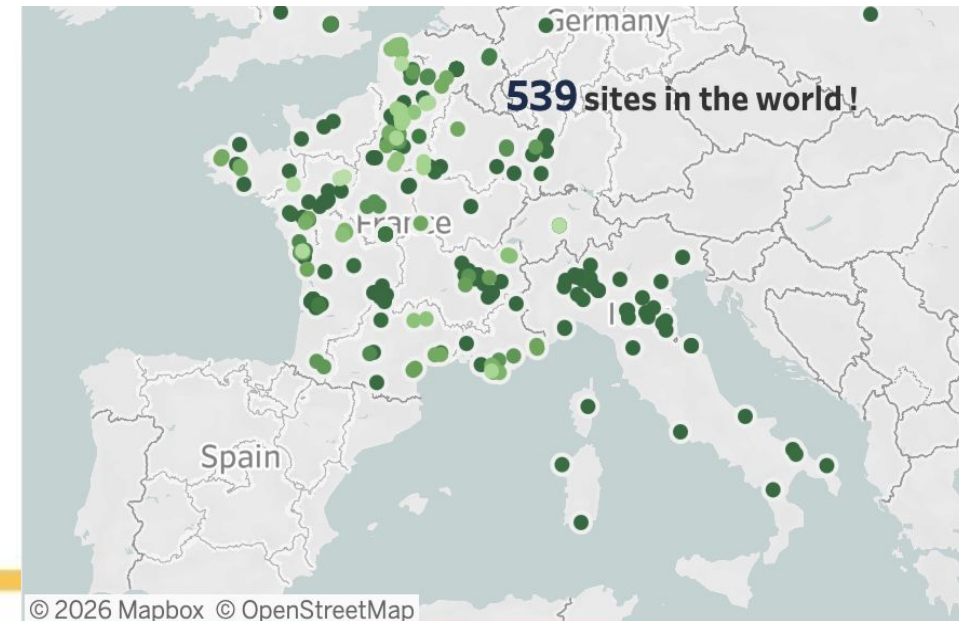 Germany
539 sites in the world !
France
I
Spain
© 2026 Mapbox © OpenStreetMap